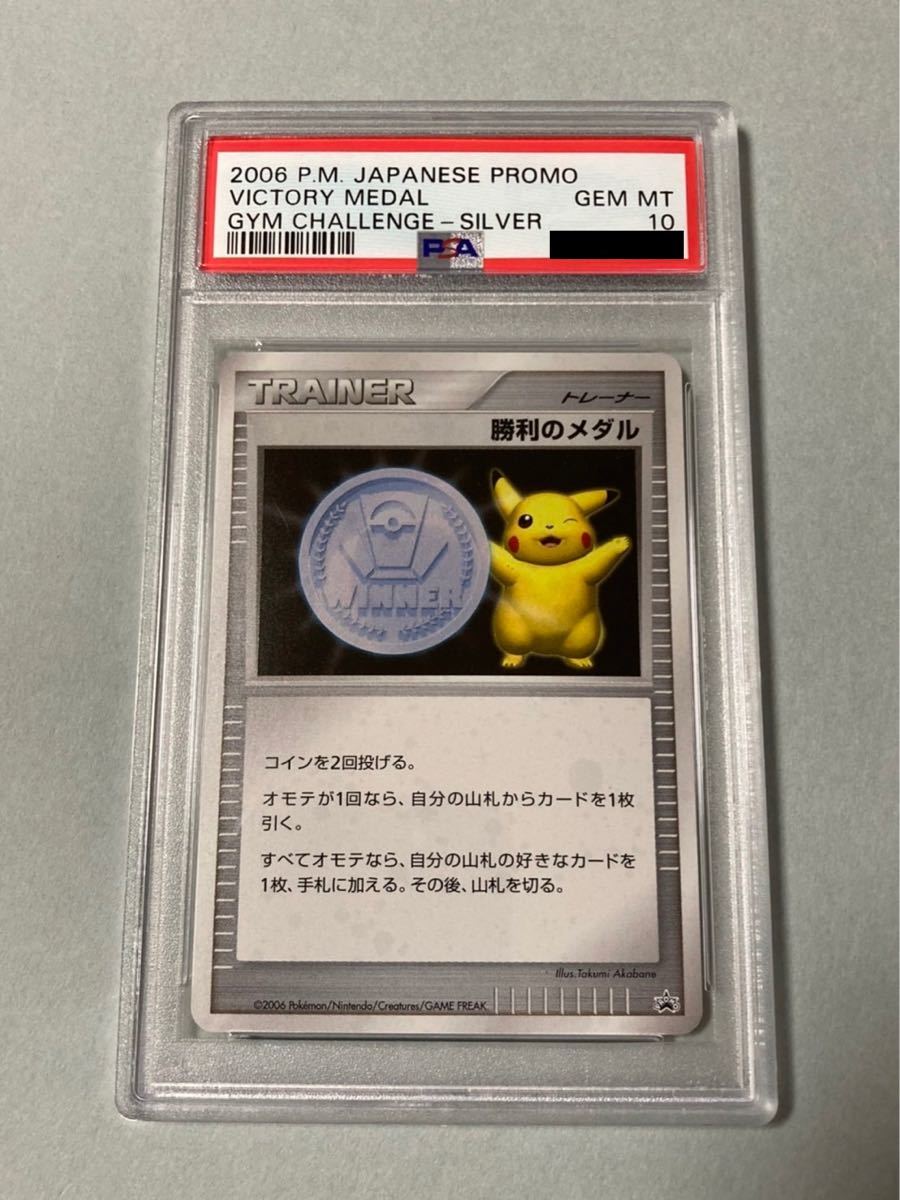 2006 P.M. JAPANESE PROMO
VICTORY MEDAL GEM MT
GYM CHALLENGE – SILVER 10
PSA
TRAINER トレーナー
勝利のメダル
WINNER
コインを2回投げる。
オモテが1回なら、自分の山札からカードを1枚
引く。
すべてオモテなら、自分の山札の好きなカードを
1枚、手札に加える。その後、山札を切る。
Illus.Takumi Akabane
©2006 Pokémon/Nintendo/Creatures/GAME FREAK